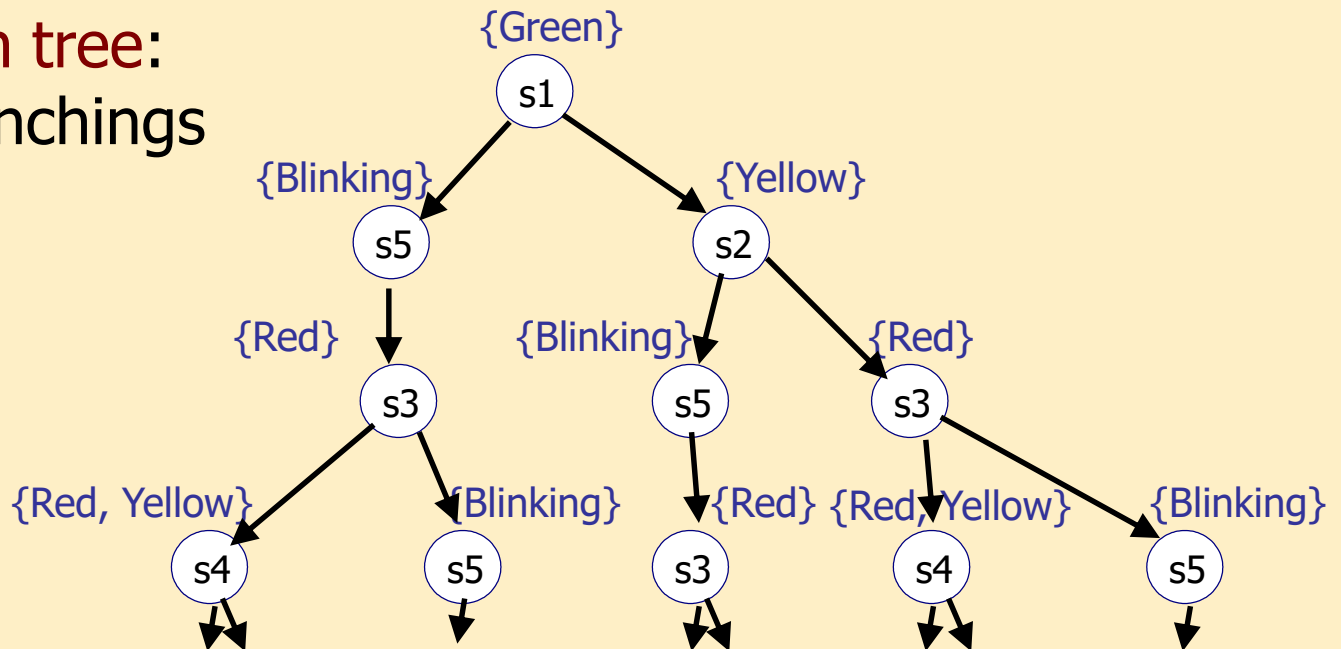 n tree:
nchings
{Green}
s1
{Blinking}
{Yellow}
s5
s2
{Red}
{Blinking}
{Red}
s3
s5
s3
{Red, Yellow}
{Blinking}
{Red}
{Red, Yellow}
{Blinking}
s4
s5
s3
s4
s5